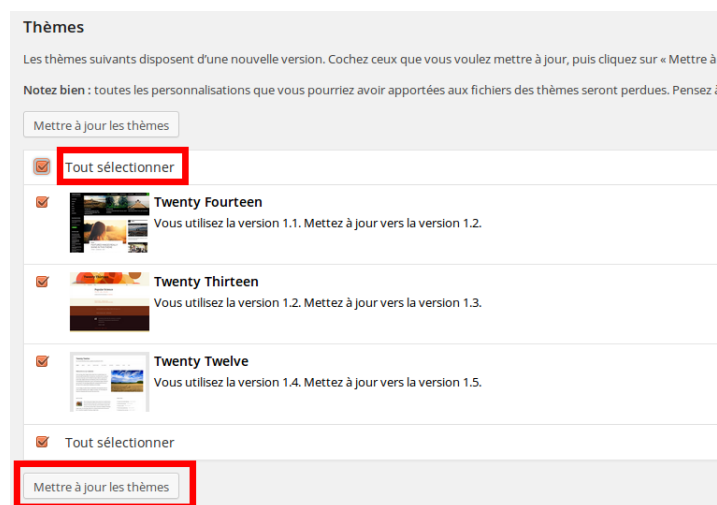 Thèmes
Les thèmes suivants disposent d’une nouvelle version. Cochez ceux que vous voulez mettre à jour, puis cliquez sur « Mettre à
Notez bien : toutes les personnalisations que vous pourriez avoir apportées aux fichiers des thèmes seront perdues. Pensez à
Mettre à jour les thèmes
Tout sélectionner
Twenty Fourteen
Vous utilisez la version 1.1. Mettez à jour vers la version 1.2.
Twenty Thirteen
Vous utilisez la version 1.2. Mettez à jour vers la version 1.3.
Twenty Twelve
Vous utilisez la version 1.4. Mettez à jour vers la version 1.5.
Tout sélectionner
Mettre à jour les thèmes